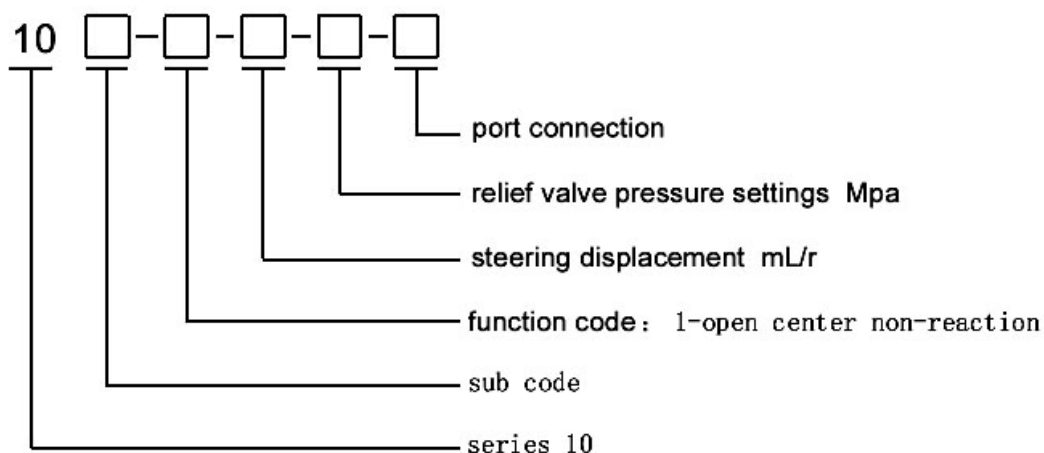 10 □-□-□-□-□
port connection
relief valve pressure settings Mpa
steering displacement mL/r
function code： 1-open center non-reaction
sub code
series 10